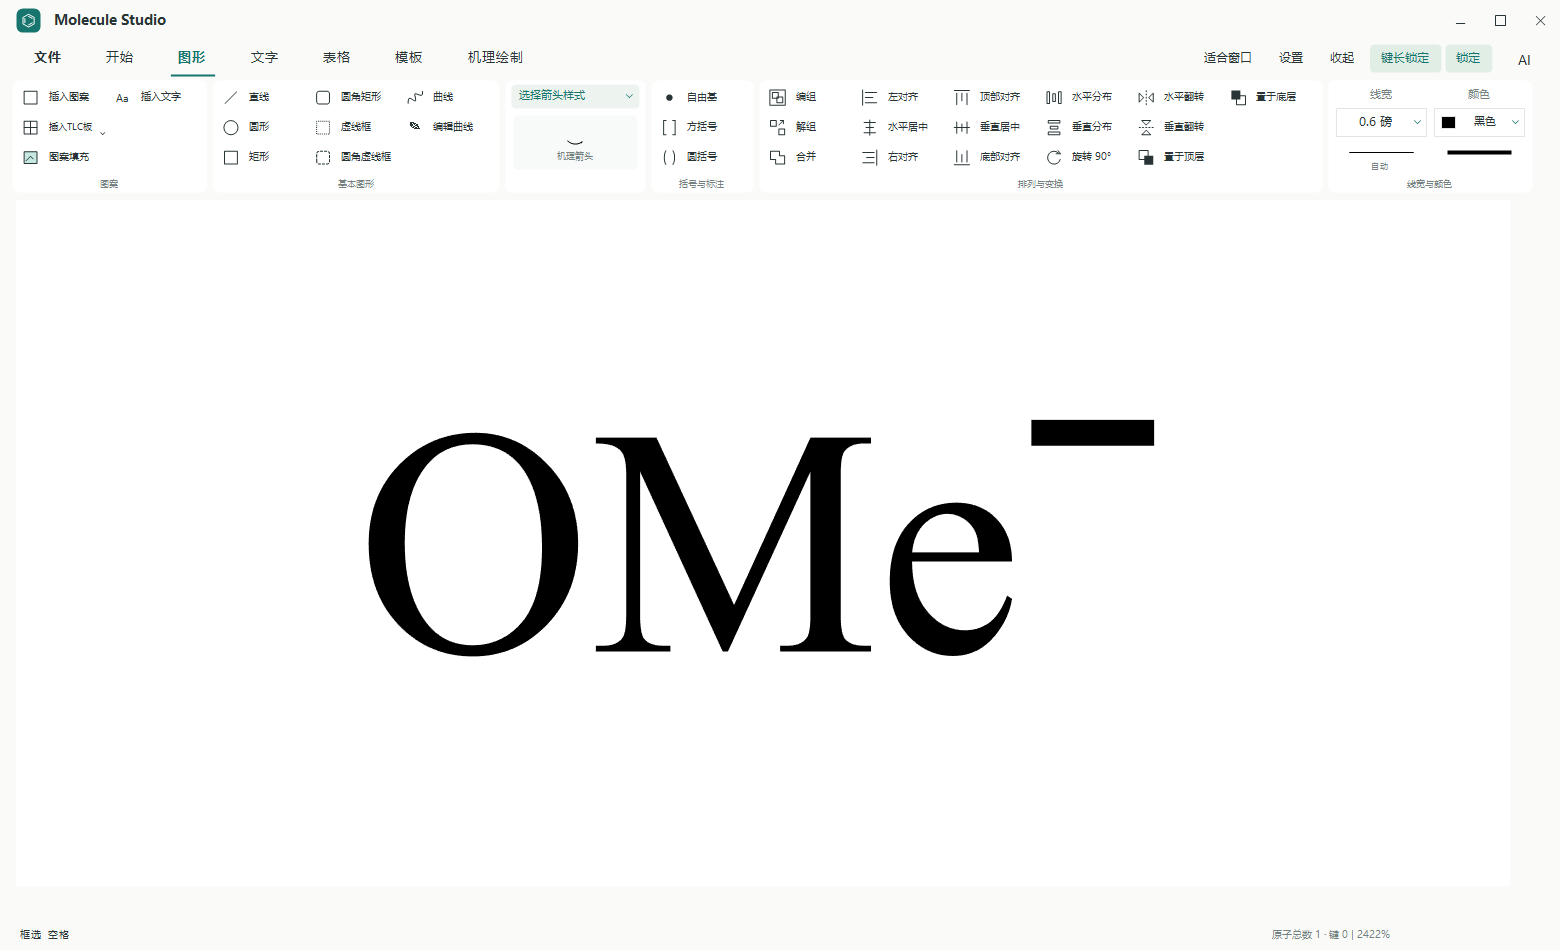 Molecule Studio
文件 开始 图形 文字 表格 模板 机理绘制 适合窗口 设置 收起 键长锁定 锁定 AI
插入图案 Aa 插入文字 直线 圆角矩形 曲线 选择箭头样式 自由基 编组 左对齐 顶部对齐 水平分布 水平翻转 置于底层 线宽 颜色
插入TLC板 圆形 虚线框 编辑曲线 方括号 解组 水平居中 垂直居中 垂直分布 垂直翻转 0.6 磅 黑色
图案填充 矩形 圆角虚线框 机理箭头 圆括号 合并 右对齐 底部对齐 旋转 90° 置于顶层 自动
图案 基本图形 括号与标注 排列与变换 线宽与颜色
OMe⁻
框选 空格 原子总数 1 · 键 0 | 2422%